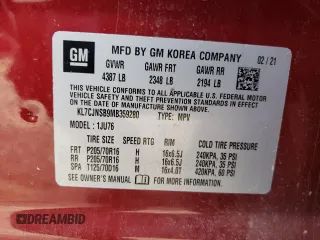 GM
MFD BY GM KOREA COMPANY 02/21
GVWR GAWR FRT GAWR RR
4387 LB 2348 LB 2194 LB
THIS VEHICLE CONFORMS TO ALL APPLICABLE U.S. FEDERAL MOTOR VEHICLE SAFETY, BUMPER, AND THEFT PREVENTION STANDARDS IN EFFECT ON THE DATE OF MANUFACTURE SHOWN ABOVE.
KL7CJNSB9MB359280 TYPE: MPV
MODEL: 1JU76
TIRE SIZE SPEED RTG RIM COLD TIRE PRESSURE
FRT P205/70R16 H 16x6.5J 240KPA, 35 PSI
RR P205/70R16 H 16x6.5J 240KPA, 35 PSI
SPA T125/70D16 M 16x4.0T 420KPA, 60 PSI
SEE OWNER'S MANUAL FOR ADDITIONAL INFORMATION.
© AutoBidMaster